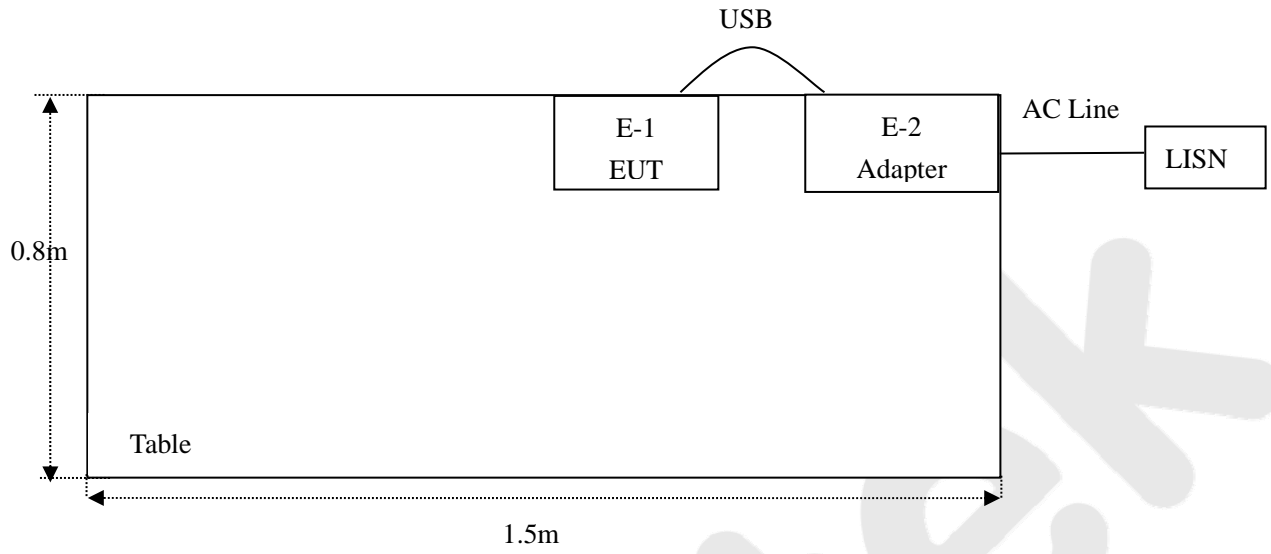 USB
E-1
EUT
E-2
Adapter
AC Line
LISN
0.8m
Table
1.5m